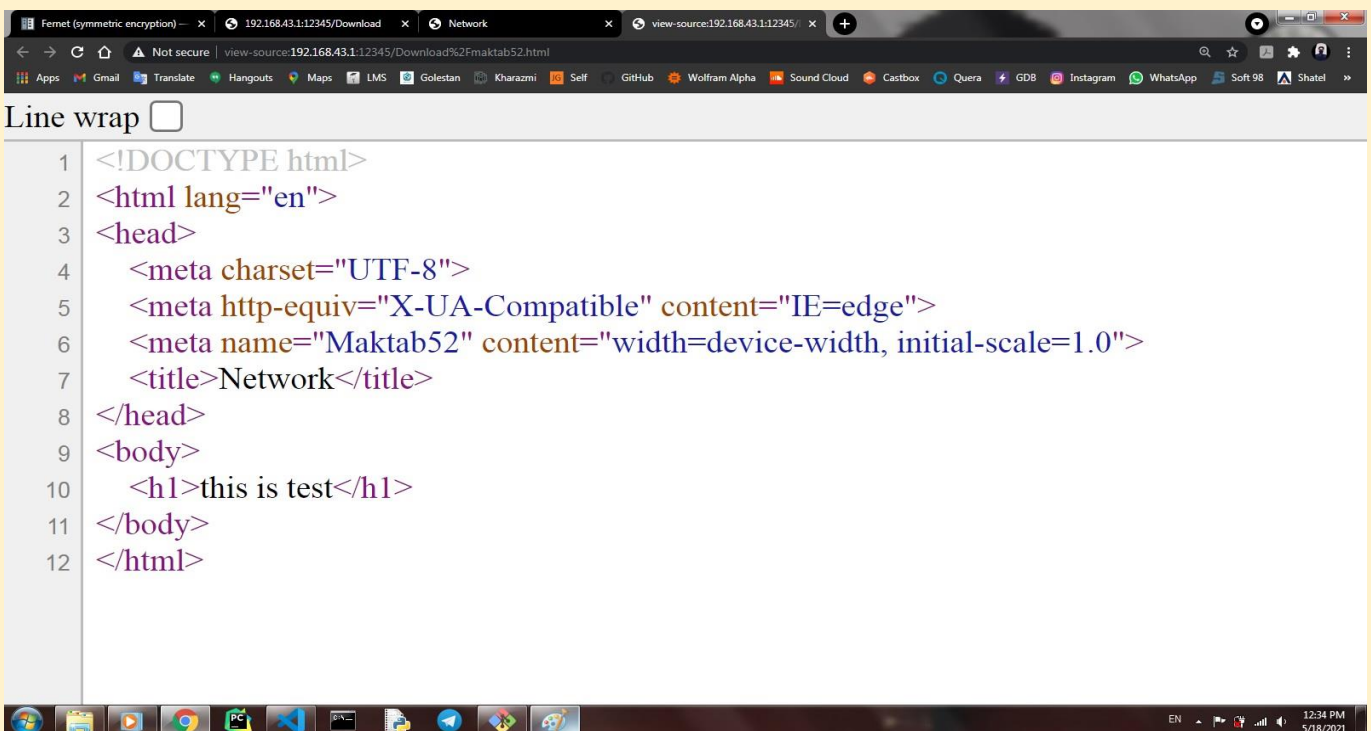 Fernet (symmetric encryption) —
192.168.43.1:12345/Download
Network
view-source:192.168.43.1:12345/
Not secure | view-source:192.168.43.1:12345/Download%2Fmaktab52.html
Apps Gmail Translate Hangouts Maps LMS Golestan Kharazmi Self GitHub Wolfram Alpha Sound Cloud Castbox Quera GDB Instagram WhatsApp Soft 98 Shatel »
Line wrap
1 <!DOCTYPE html>
2 <html lang="en">
3 <head>
4 <meta charset="UTF-8">
5 <meta http-equiv="X-UA-Compatible" content="IE=edge">
6 <meta name="Maktab52" content="width=device-width, initial-scale=1.0">
7 <title>Network</title>
8 </head>
9 <body>
10 <h1>this is test</h1>
11 </body>
12 </html>
EN
12:34 PM
5/18/2021